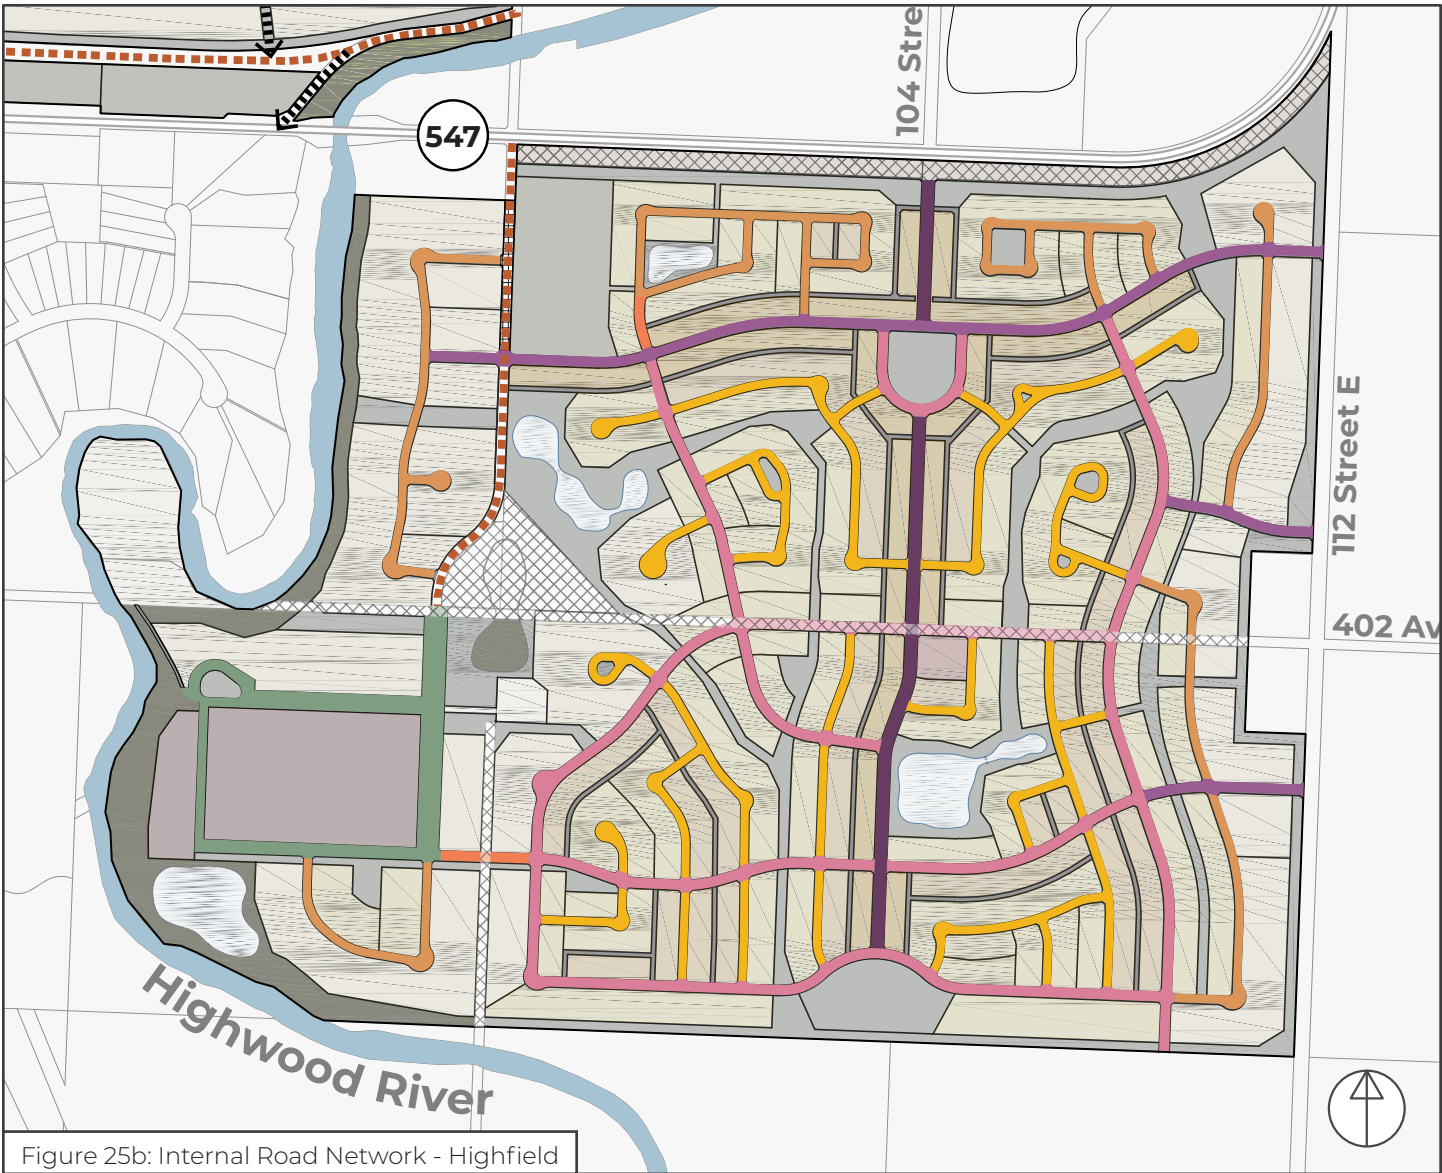 104 Stre
547
112 Street E
402 Av
Highwood River
Figure 25b: Internal Road Network - Highfield